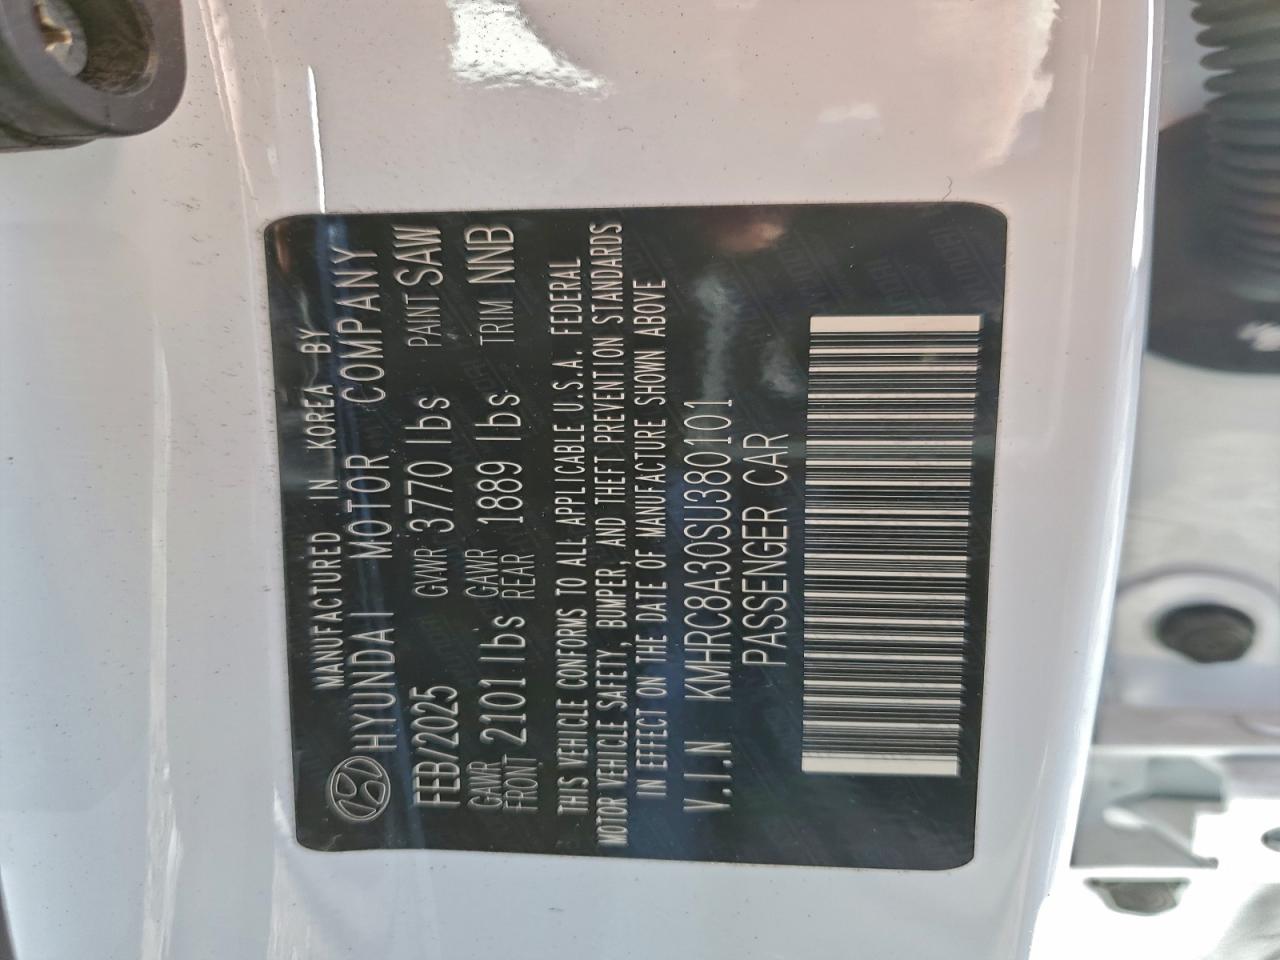 MANUFACTURED IN KOREA BY
HYUNDAI MOTOR COMPANY
FEB/2025 GVWR 3770 lbs PAINT SAW
GAWR FRONT 2101 lbs GAWR REAR 1889 lbs TRIM NNB
THIS VEHICLE CONFORMS TO ALL APPLICABLE U.S.A. FEDERAL
MOTOR VEHICLE SAFETY, BUMPER, AND THEFT PREVENTION STANDARDS
IN EFFECT ON THE DATE OF MANUFACTURE SHOWN ABOVE
V.I.N KMHRC8A30SU380101
PASSENGER CAR